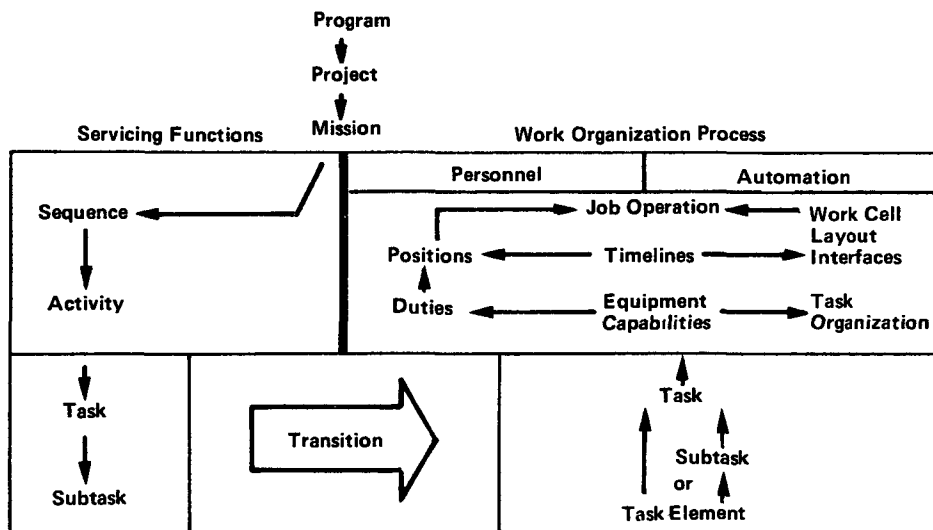 Program
Project
Mission
Servicing Functions
Work Organization Process
Personnel
Automation
Sequence
Activity
Job Operation
Work Cell
Layout
Interfaces
Positions
Timelines
Duties
Equipment
Capabilities
Task
Organization
Task
Subtask
Transition
Task
Subtask
or
Task Element